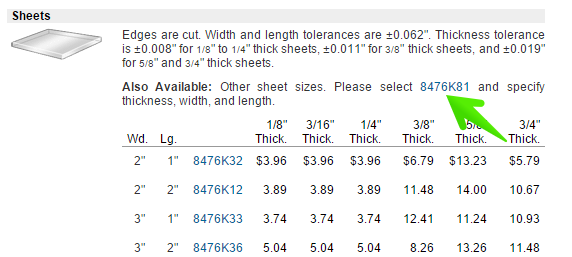 Sheets
Edges are cut. Width and length tolerances are ±0.062". Thickness tolerance
is ±0.008" for 1/8" to 1/4" thick sheets, ±0.011" for 3/8" thick sheets, and ±0.019"
for 5/8" and 3/4" thick sheets.
Also Available: Other sheet sizes. Please select 8476K81 and specify
thickness, width, and length.
1/8" 3/16" 1/4" 3/8" 5/8" 3/4"
Wd. Lg. Thick. Thick. Thick. Thick. Thick. Thick.
2" 1" 8476K32 $3.96 $3.96 $3.96 $6.79 $13.23 $5.79
2" 2" 8476K12 3.89 3.89 3.89 11.48 14.00 10.67
3" 1" 8476K33 3.74 3.74 3.74 12.41 11.24 10.93
3" 2" 8476K36 5.04 5.04 5.04 8.26 13.26 11.48